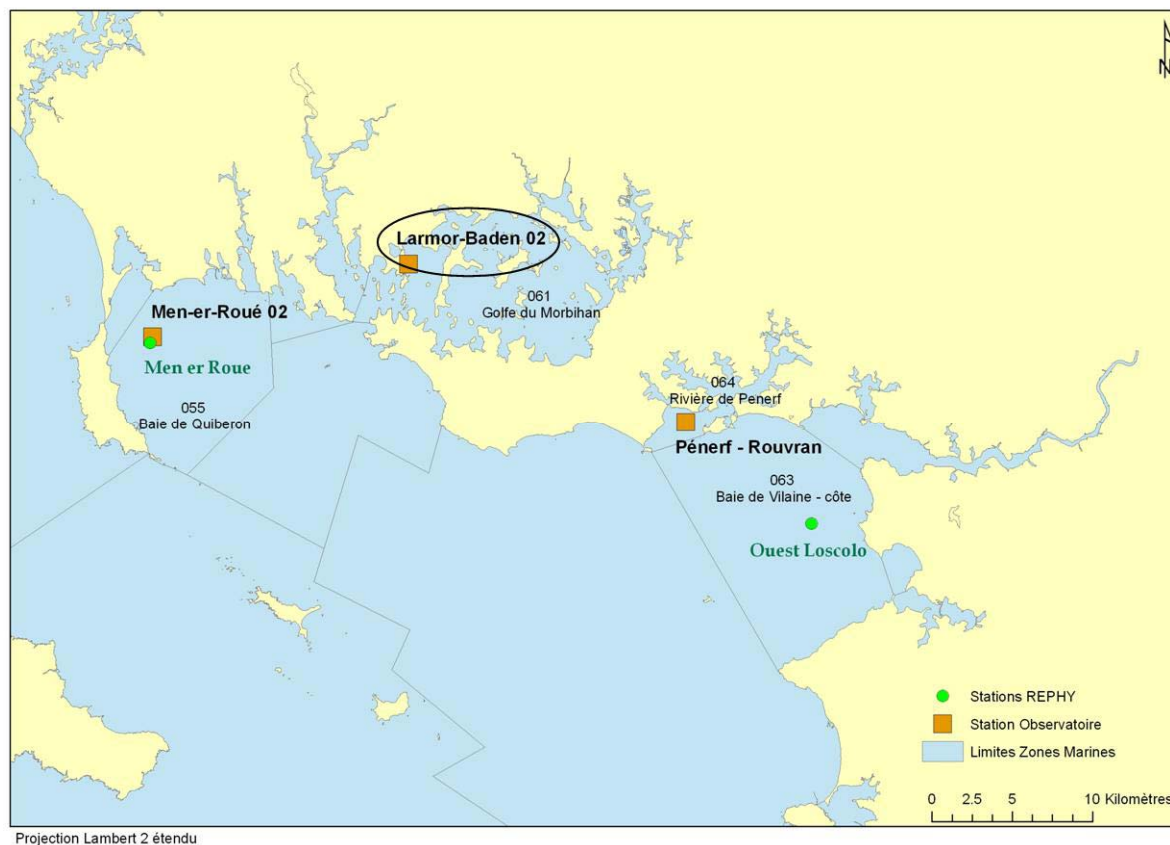 N
Larmor-Baden 02
061
Golfe du Morbihan
Men-er-Roué 02
Men er Roue
055
Baie de Quiberon
064
Rivière de Penerf
Pénerf - Rouvran
063
Baie de Vilaine - côte
Ouest Loscolo
Stations REPHY
Station Observatoire
Limites Zones Marines
0 2.5 5 10 Kilomètres
Projection Lambert 2 étendu